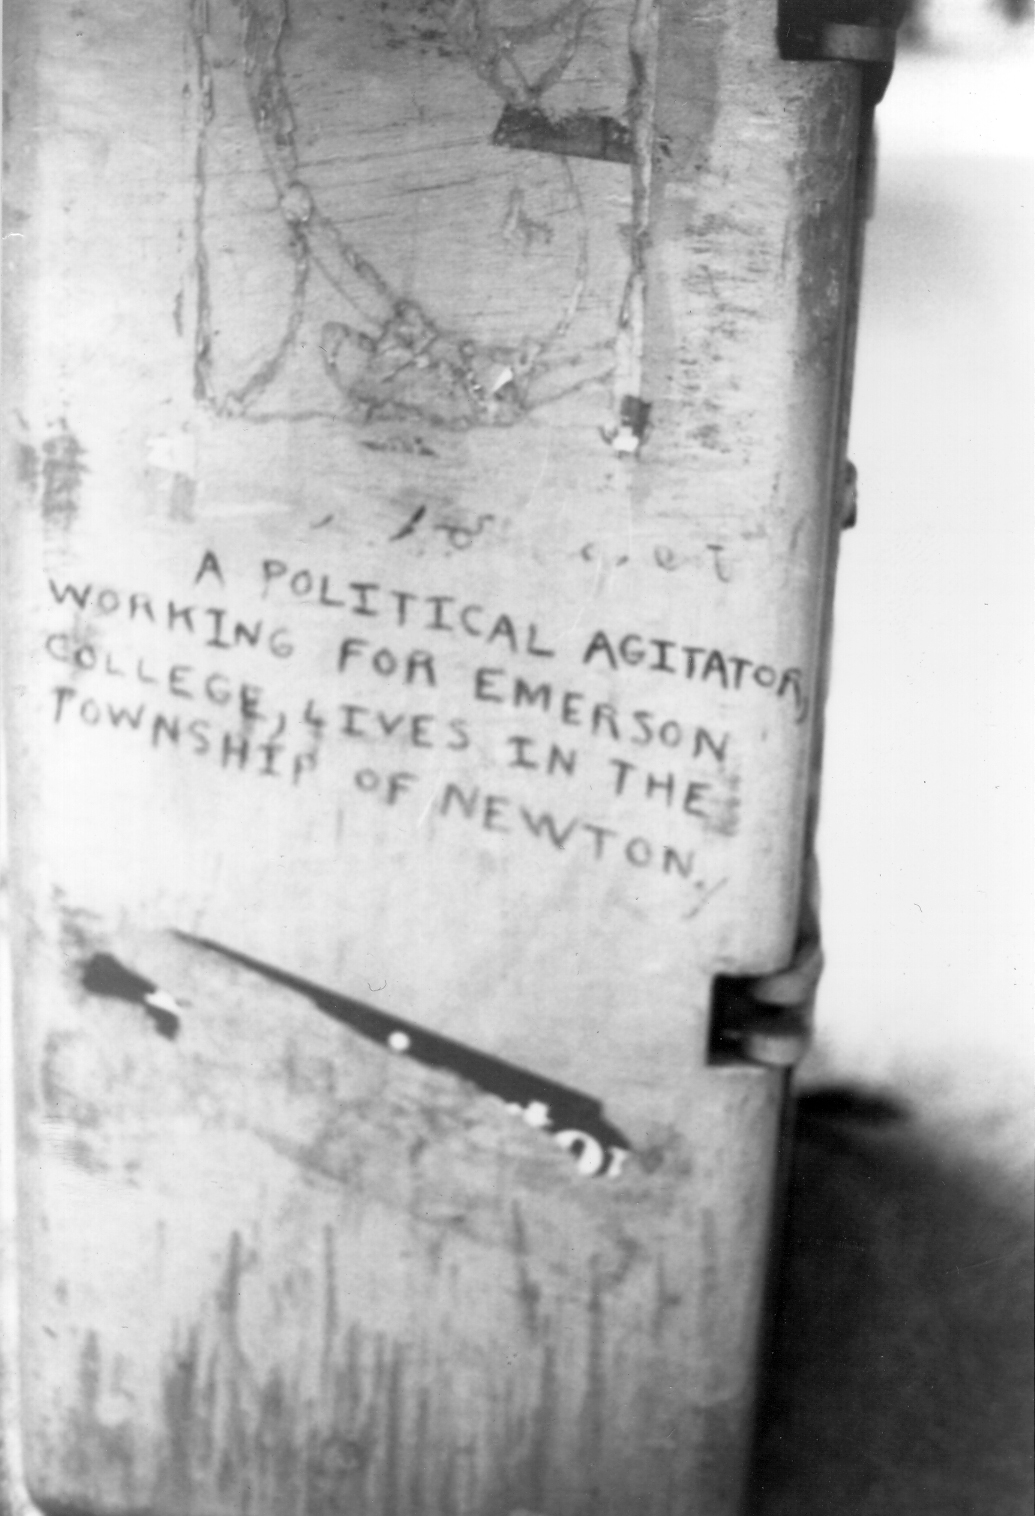 A POLITICAL AGITATOR,
WORKING FOR EMERSON
COLLEGE, LIVES IN THE
TOWNSHIP OF NEWTON.